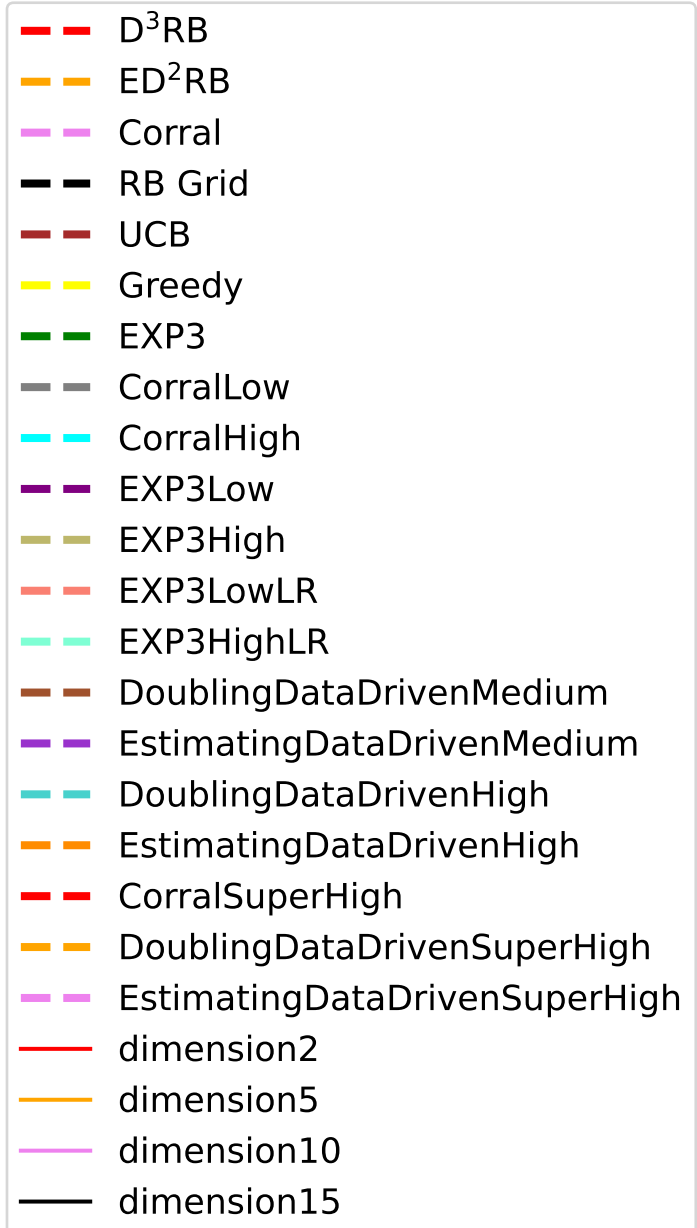 D³RB
ED²RB
Corral
RB Grid
UCB
Greedy
EXP3
CorralLow
CorralHigh
EXP3Low
EXP3High
EXP3LowLR
EXP3HighLR
DoublingDataDrivenMedium
EstimatingDataDrivenMedium
DoublingDataDrivenHigh
EstimatingDataDrivenHigh
CorralSuperHigh
DoublingDataDrivenSuperHigh
EstimatingDataDrivenSuperHigh
dimension2
dimension5
dimension10
dimension15